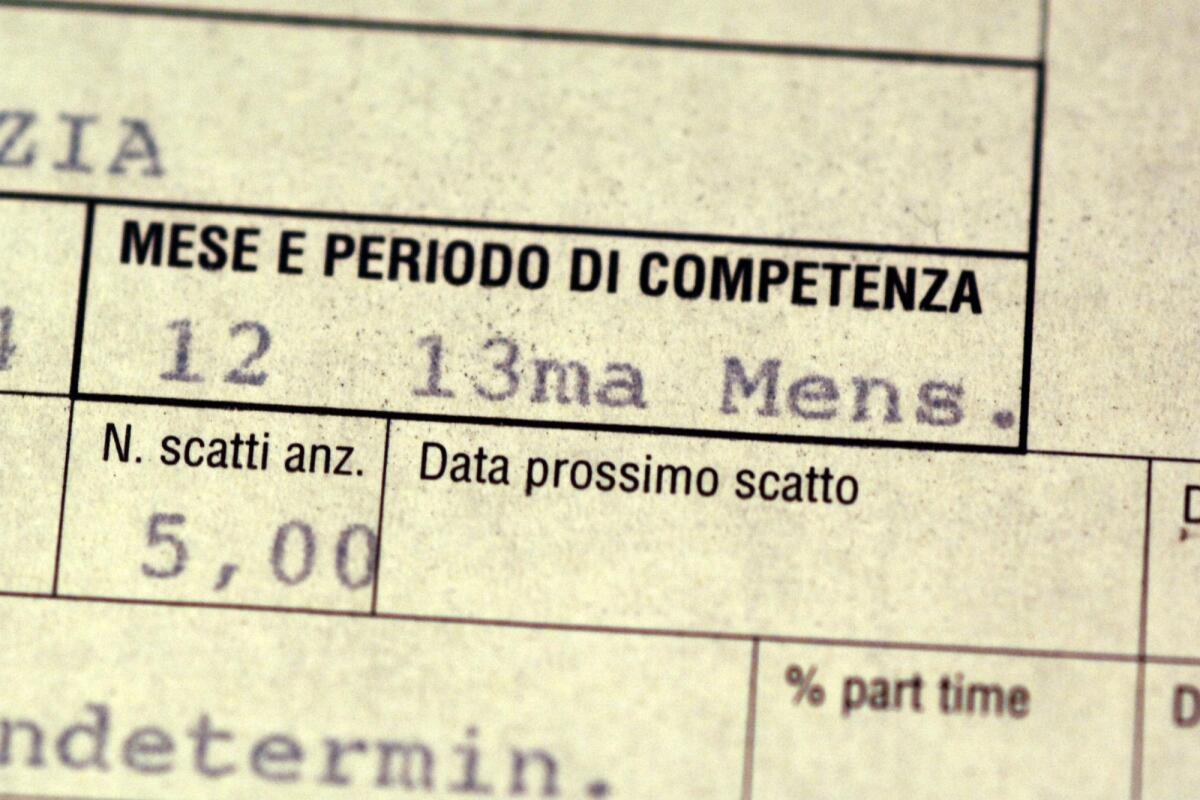 ZIA
MESE E PERIODO DI COMPETENZA
12 13ma Mens.
N. scatti anz.
Data prossimo scatto
5,00
% part time
ndetermin.